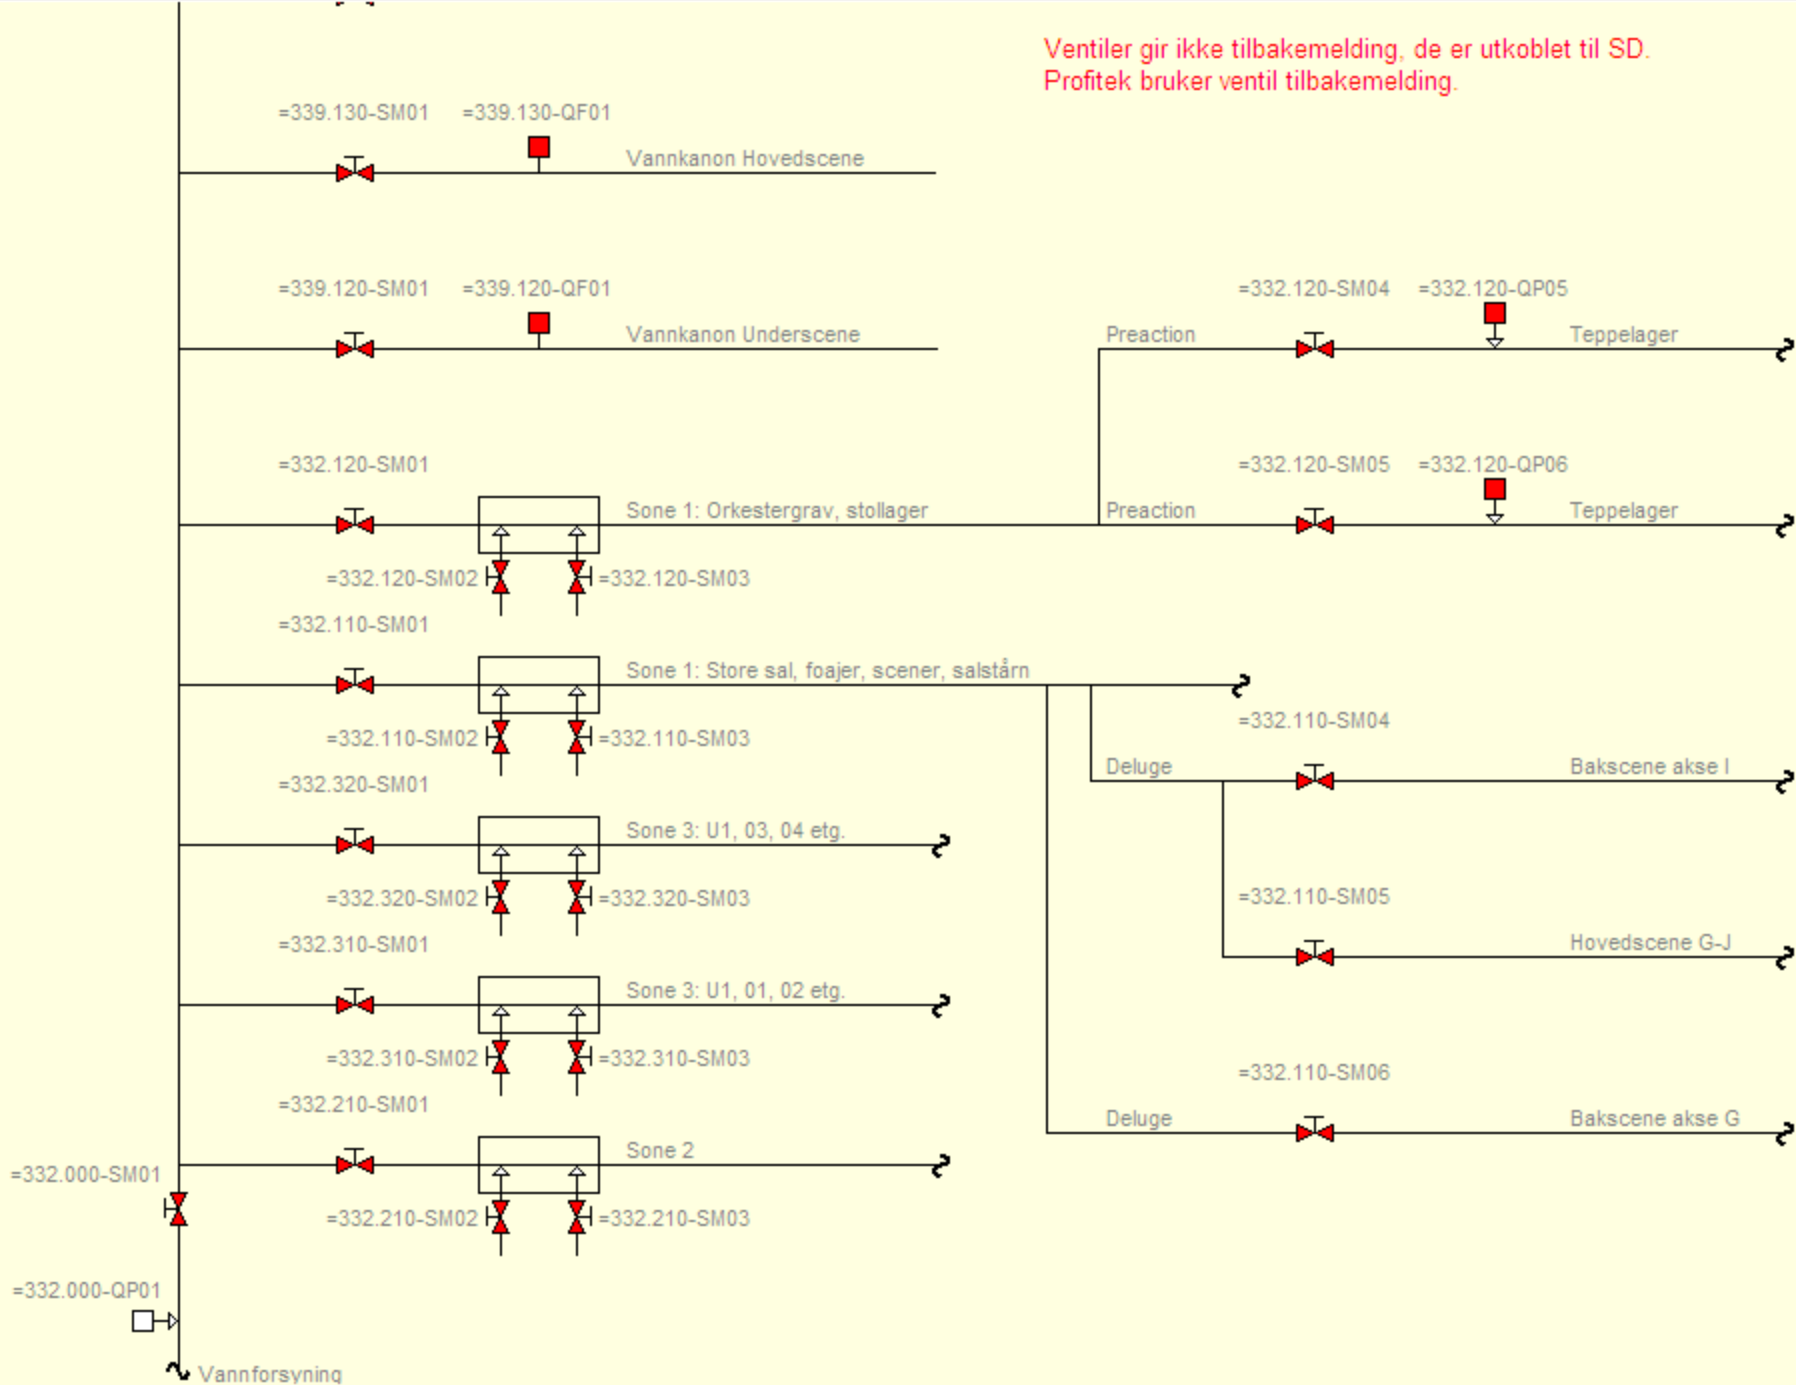 Ventiler gir ikke tilbakemelding, de er utkoblet til SD.
Profitek bruker ventil tilbakemelding.
=339.130-SM01 =339.130-QF01
Vannkanon Hovedscene
=339.120-SM01 =339.120-QF01
Vannkanon Underscene
=332.120-SM04 =332.120-QP05
Preaction Teppelager
=332.120-SM01
Sone 1: Orkestergrav, stollager
=332.120-SM05 =332.120-QP06
Preaction Teppelager
=332.120-SM02 =332.120-SM03
=332.110-SM01
Sone 1: Store sal, foajer, scener, salstårn
=332.110-SM02 =332.110-SM03
=332.110-SM04
Deluge Bakscene akse I
=332.320-SM01
Sone 3: U1, 03, 04 etg.
=332.320-SM02 =332.320-SM03
=332.110-SM05
Hovedscene G-J
=332.310-SM01
Sone 3: U1, 01, 02 etg.
=332.310-SM02 =332.310-SM03
=332.110-SM06
Deluge Bakscene akse G
=332.210-SM01
Sone 2
=332.210-SM02 =332.210-SM03
=332.000-SM01
=332.000-QP01
Vannforsyning